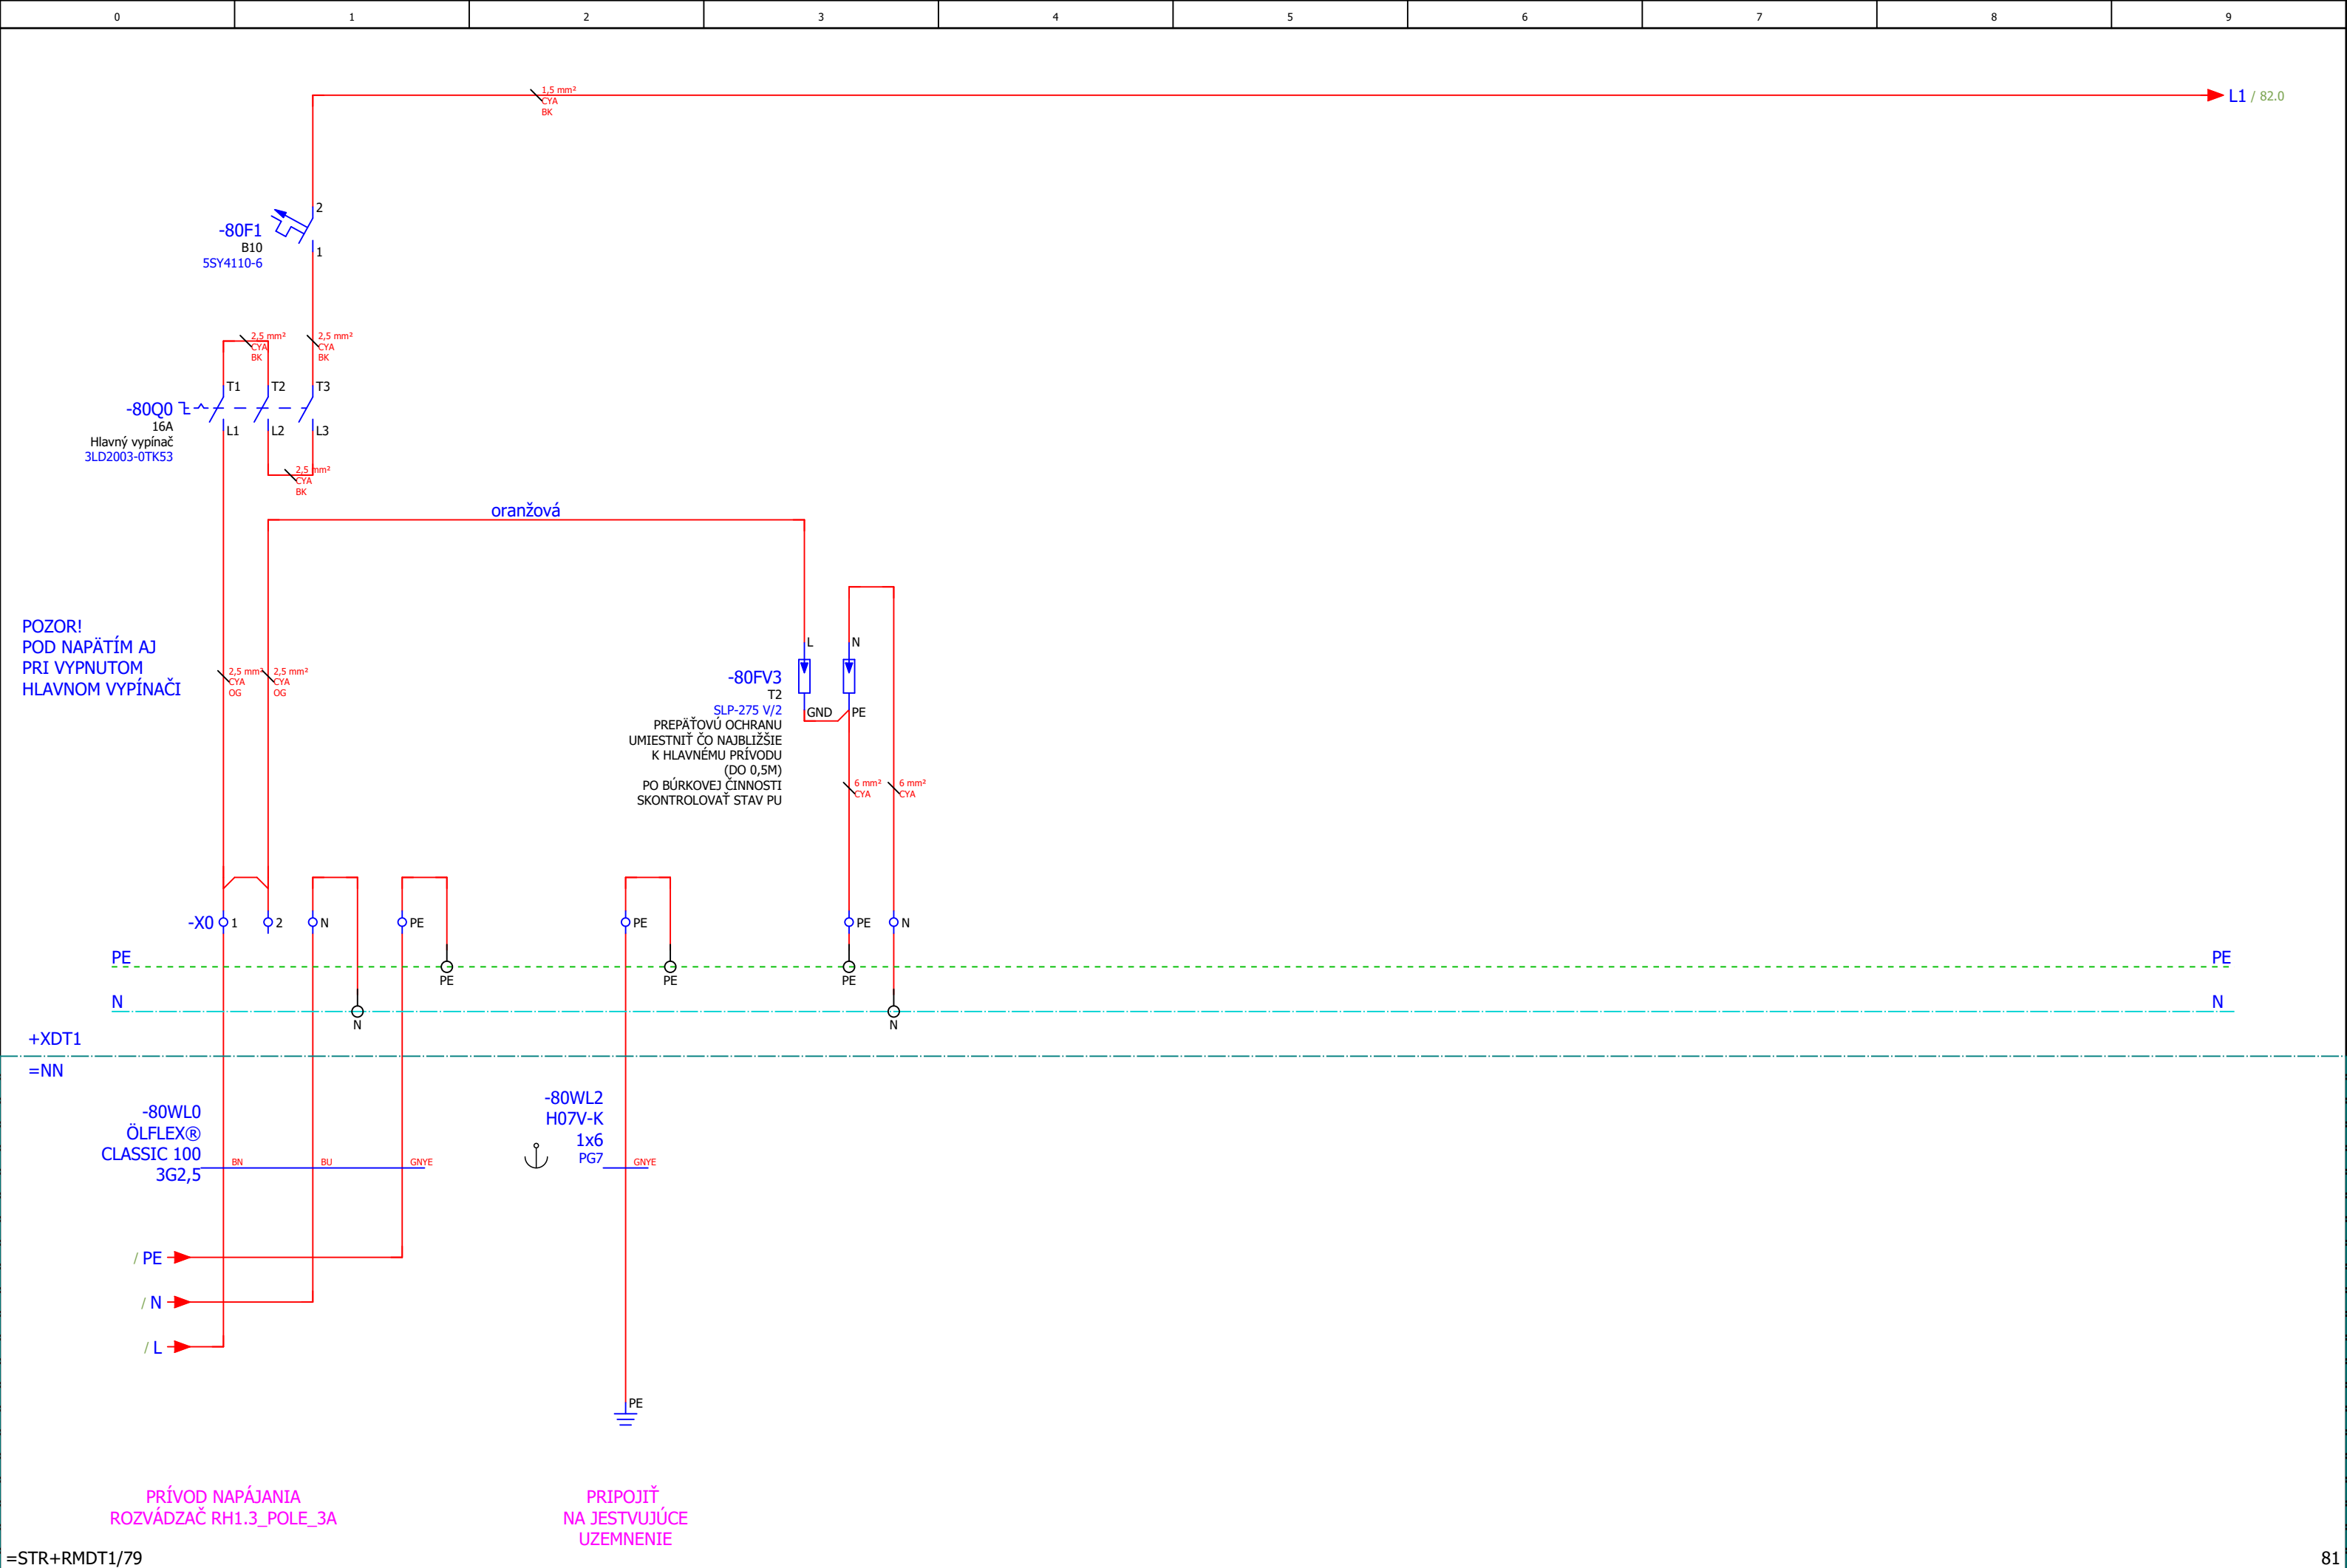 0 1 2 3 4 5 6 7 8 9
1,5 mm²
CYA
BK
L1 / 82.0
2
-80F1
B10
5SY4110-6
1
2,5 mm²
CYA
BK
2,5 mm²
CYA
BK
T1 T2 T3
-80Q0
16A
Hlavný vypínač
3LD2003-0TK53
L1 L2 L3
2,5 mm²
CYA
BK
oranžová
POZOR!
POD NAPÄTÍM AJ
PRI VYPNUTOM
HLAVNOM VYPÍNAČI
2,5 mm²
CYA
OG
2,5 mm²
CYA
OG
L N
-80FV3
T2
SLP-275 V/2
GND PE
PREPÄŤOVÚ OCHRANU
UMIESTNIŤ ČO NAJBLIŽŠIE
K HLAVNÉMU PRÍVODU
(DO 0,5M)
PO BÚRKOVEJ ČINNOSTI
SKONTROLOVAŤ STAV PU
6 mm²
CYA
6 mm²
CYA
-X0 1 2 N PE PE PE N
PE PE
PE PE PE
N N
N N
+XDT1
=NN
-80WL0
ÖLFLEX®
CLASSIC 100
3G2,5
BN BU GNYE
-80WL2
H07V-K
1x6
PG7
GNYE
/ PE
/ N
/ L
PE
PRÍVOD NAPÁJANIA
ROZVÁDZAČ RH1.3_POLE_3A
PRIPOJIŤ
NA JESTVUJÚCE
UZEMNENIE
=STR+RMDT1/79
81